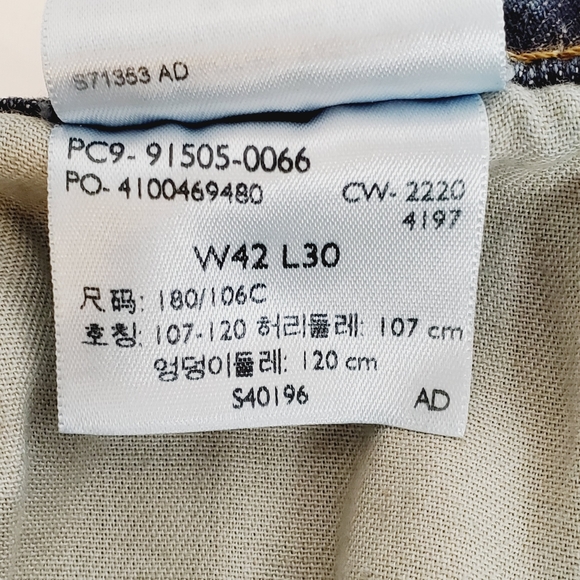 S71353 AD
PC9- 91505-0066
PO- 4100469480 CW- 2220
4197
W42 L30
尺码: 180/106C
호칭: 107-120 허리둘레: 107 cm
엉덩이둘레: 120 cm
S40196 AD